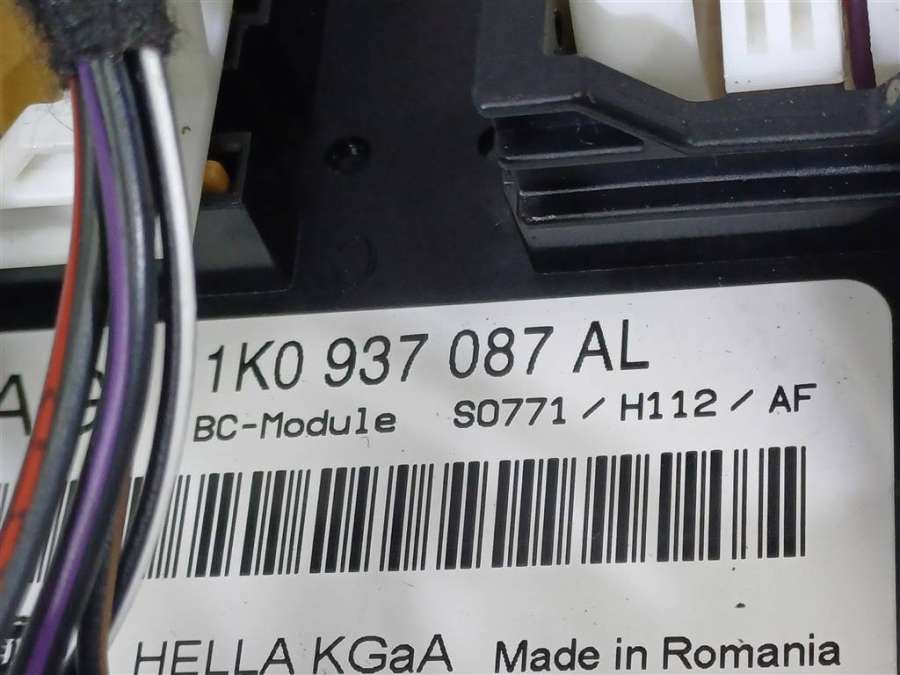 1K0 937 087 AL
BC-Module S0771 / H112 / AF
HELLA KGaA Made in Romania